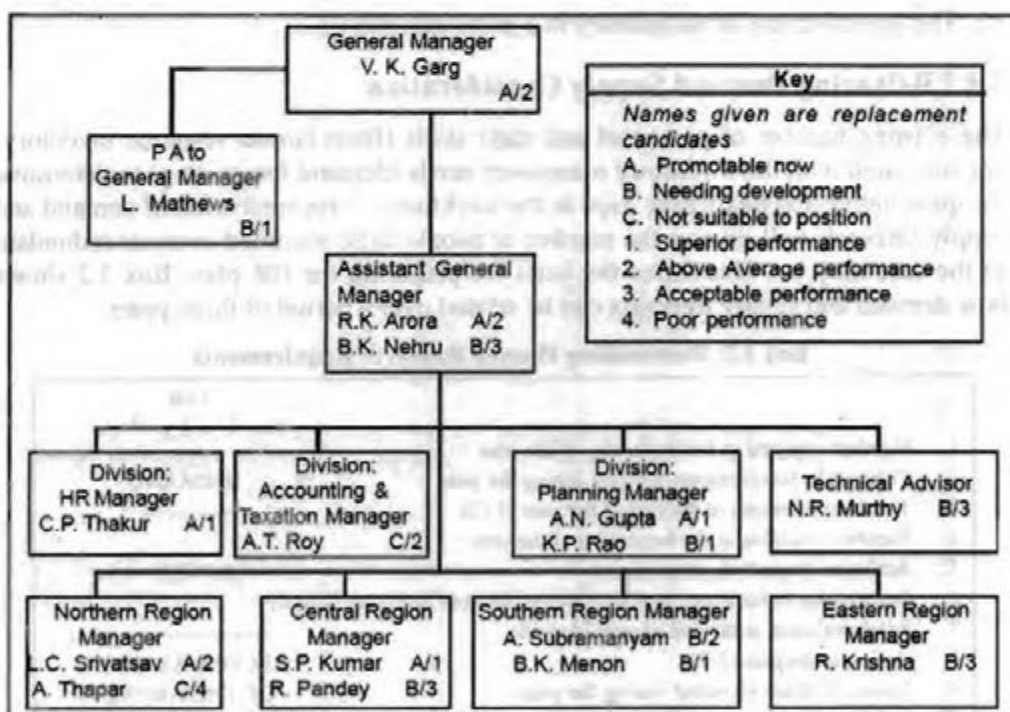 General Manager
V. K. Garg
A/2
Key
Names given are replacement
candidates
A. Promotable now
B. Needing development
C. Not suitable to position
1. Superior performance
2. Above Average performance
3. Acceptable performance
4. Poor performance
PA to
General Manager
L. Mathews
B/1
Assistant General
Manager
R.K. Arora A/2
B.K. Nehru B/3
Division:
HR Manager
C.P. Thakur A/1
Division:
Accounting &
Taxation Manager
A.T. Roy C/2
Division:
Planning Manager
A.N. Gupta A/1
K.P. Rao B/1
Technical Advisor
N.R. Murthy B/3
Northern Region
Manager
L.C. Srivatsav A/2
A. Thapar C/4
Central Region
Manager
S.P. Kumar A/1
R. Pandey B/3
Southern Region Manager
A. Subramanyam B/2
B.K. Menon B/1
Eastern Region
Manager
R. Krishna B/3